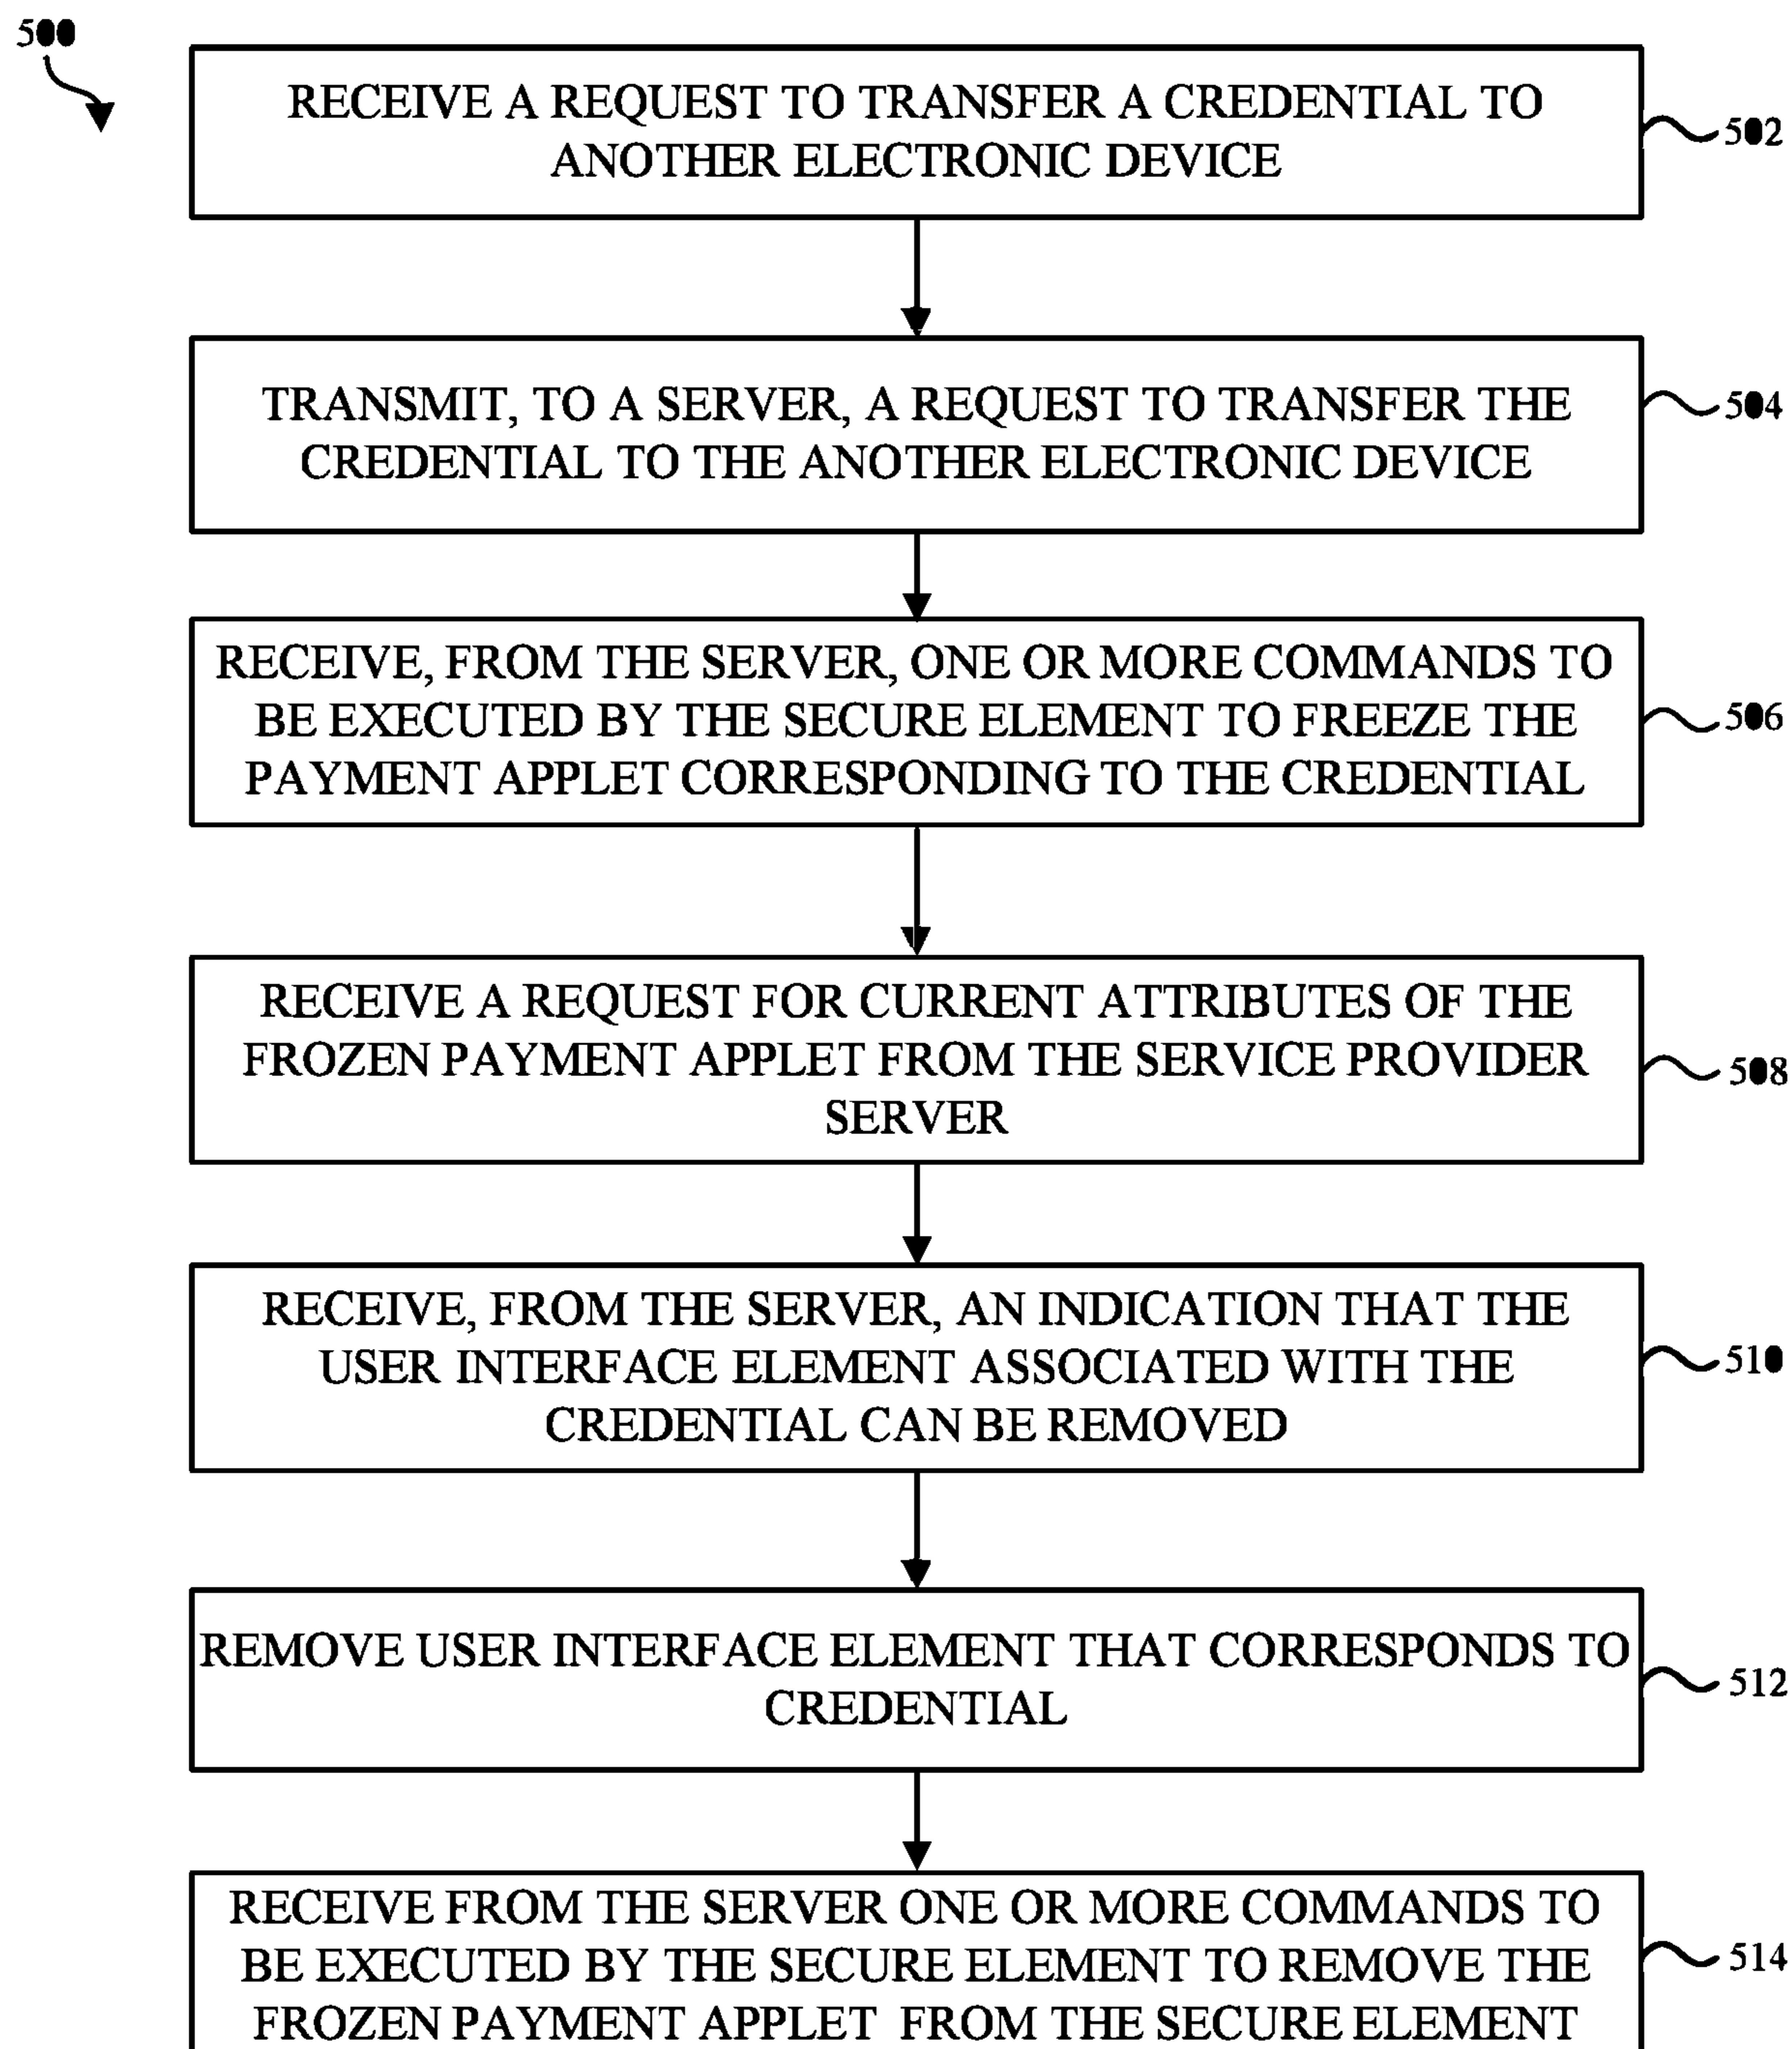 500
RECEIVE A REQUEST TO TRANSFER A CREDENTIAL TO
ANOTHER ELECTRONIC DEVICE
502
TRANSMIT, TO A SERVER, A REQUEST TO TRANSFER THE
CREDENTIAL TO THE ANOTHER ELECTRONIC DEVICE
504
RECEIVE, FROM THE SERVER, ONE OR MORE COMMANDS TO
BE EXECUTED BY THE SECURE ELEMENT TO FREEZE THE
PAYMENT APPLET CORRESPONDING TO THE CREDENTIAL
506
RECEIVE A REQUEST FOR CURRENT ATTRIBUTES OF THE
FROZEN PAYMENT APPLET FROM THE SERVICE PROVIDER
SERVER
508
RECEIVE, FROM THE SERVER, AN INDICATION THAT THE
USER INTERFACE ELEMENT ASSOCIATED WITH THE
CREDENTIAL CAN BE REMOVED
510
REMOVE USER INTERFACE ELEMENT THAT CORRESPONDS TO
CREDENTIAL
512
RECEIVE FROM THE SERVER ONE OR MORE COMMANDS TO
BE EXECUTED BY THE SECURE ELEMENT TO REMOVE THE
FROZEN PAYMENT APPLET FROM THE SECURE ELEMENT
514